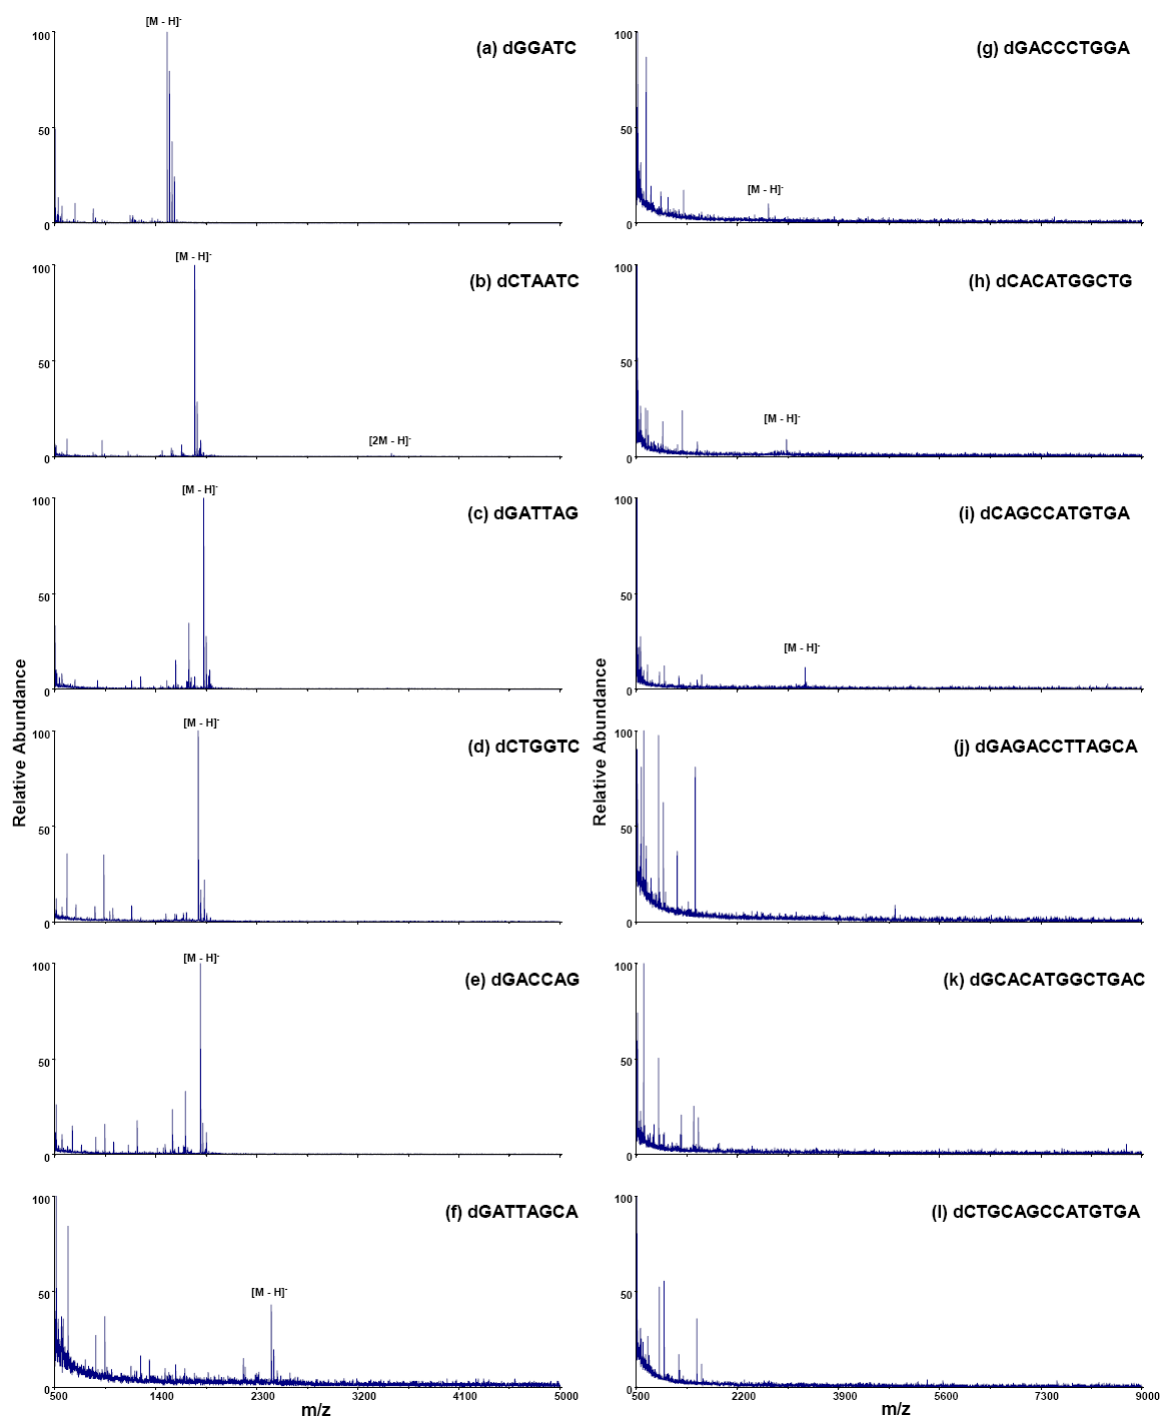 [M - H]-
(a) dGGATC
100
50
0
[M - H]-
(b) dCTAATC
100
50
0
[2M - H]-
[M - H]-
(c) dGATTAG
100
50
0
[M - H]-
(d) dCTGGTC
100
50
0
[M - H]-
(e) dGACCAG
100
50
0
(f) dGATTAGCA
100
50
0
[M - H]-
500 1400 2300 3200 4100 5000
m/z
Relative Abundance
(g) dGACCCTGGA
100
50
0
[M - H]-
(h) dCACATGGCTG
100
50
0
[M - H]-
(i) dCAGCCATGTGA
100
50
0
[M - H]-
(j) dGAGACCTTAGCA
100
50
0
(k) dGCACATGGCTGAC
100
50
0
(l) dCTGCAGCCATGTGA
100
50
0
500 2200 3900 5600 7300 9000
m/z
Relative Abundance